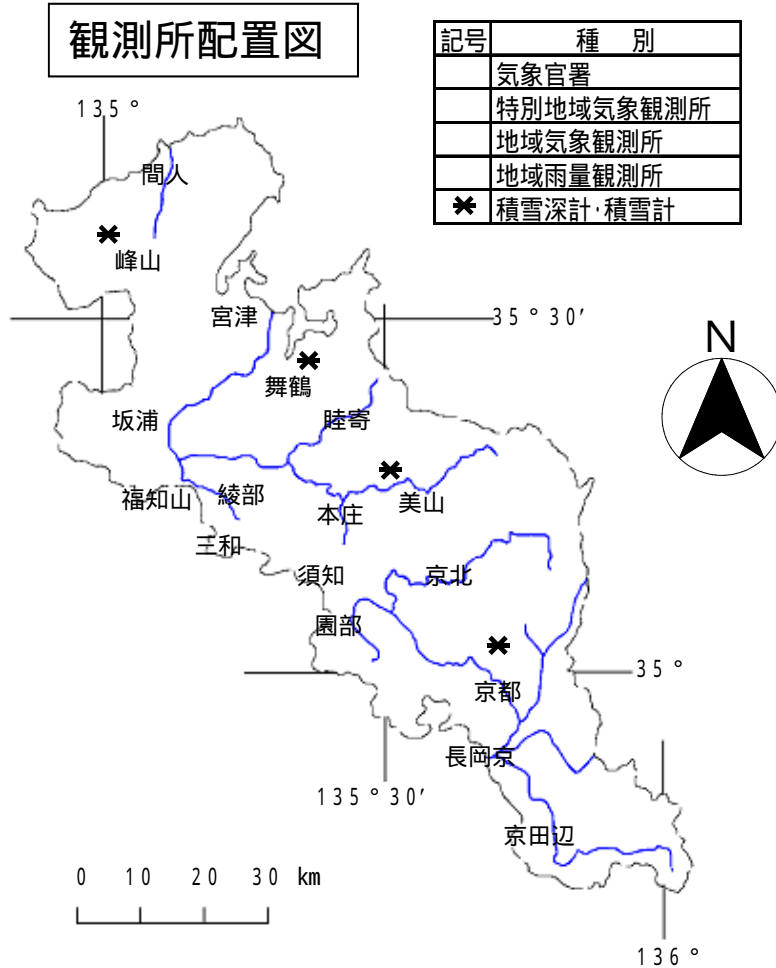 観測所配置図
記号 種 別
気象官署
特別地域気象観測所
地域気象観測所
地域雨量観測所
積雪深計・積雪計
135°
間人
峰山
宮津
35°30′
舞鶴
N
坂浦
睦寄
福知山
綾部
本庄
美山
三和
須知
京北
園部
35°
京都
長岡京
135°30′
京田辺
0 10 20 30 km
136°